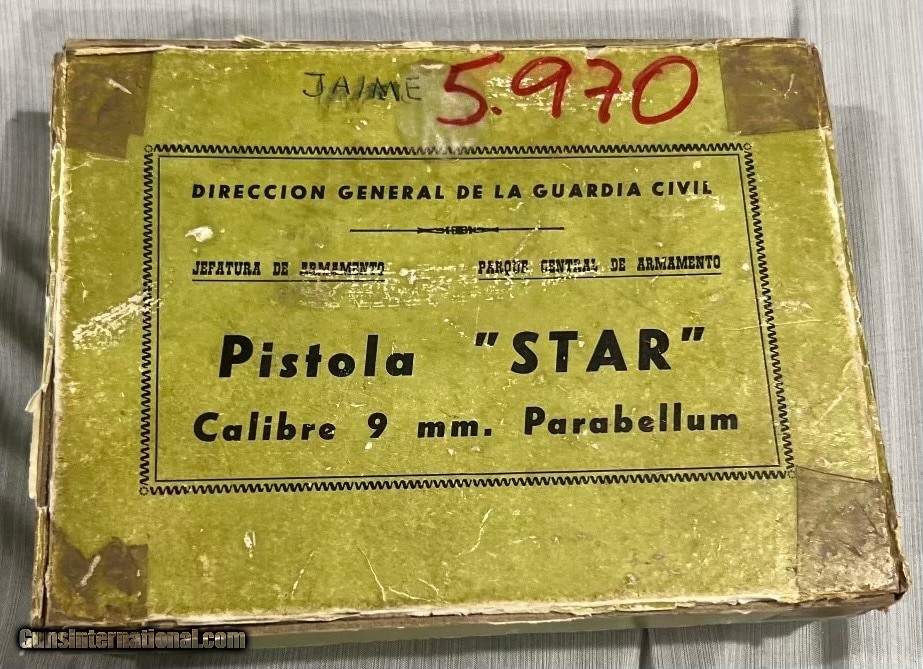 JAIME 5.970
DIRECCION GENERAL DE LA GUARDIA CIVIL
JEFATURA DE ARMAMENTO PARQUE CENTRAL DE ARMAMENTO
Pistola "STAR"
Calibre 9 mm. Parabellum
GunsInternational.com